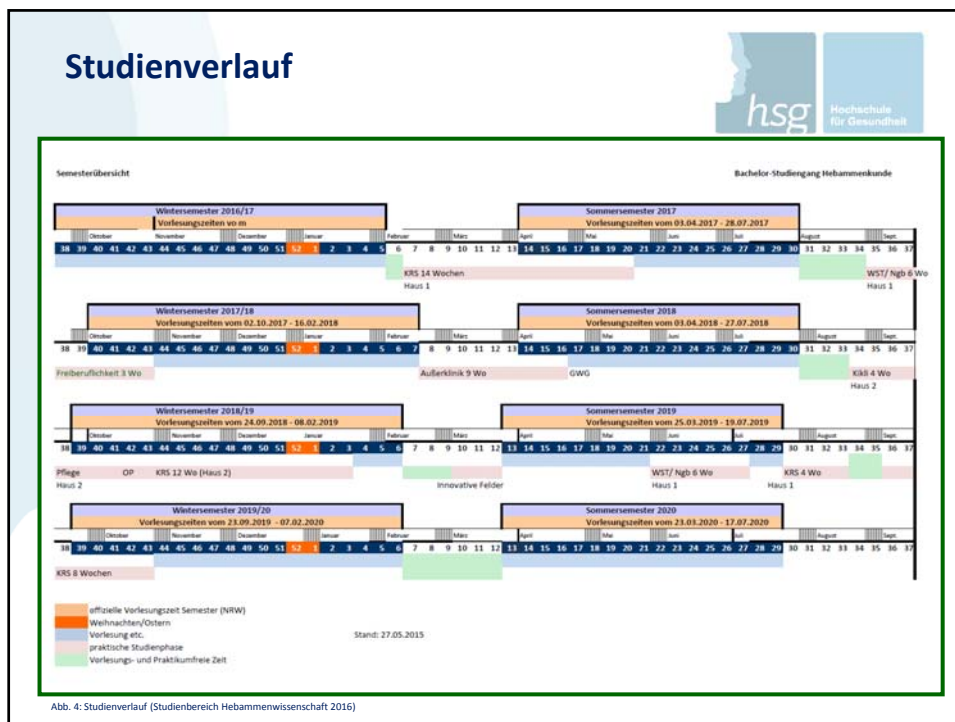 Studienverlauf
hsg
Hochschule
für Gesundheit
Semesterübersicht
Bachelor-Studiengang Hebammenkunde
Wintersemester 2016/17
Sommersemester 2017
Vorlesungszeiten vo m
Vorlesungszeiten vom 03.04.2017 - 28.07.2017
Oktober November Dezember Januar Februar März April Mai Juni Juli August Sept.
38 39 40 41 42 43 44 45 46 47 48 49 50 51 52 1 2 3 4 5 6 7 8 9 10 11 12 13 14 15 16 17 18 19 20 21 22 23 24 25 26 27 28 29 30 31 32 33 34 35 36 37
KRS 14 Wochen
WST/ Ngb 6 Wo
Haus 1
Haus 1
Wintersemester 2017/18
Sommersemester 2018
Vorlesungszeiten vom 02.10.2017 - 16.02.2018
Vorlesungszeiten vom 03.04.2018 - 27.07.2018
Oktober November Dezember Januar Februar März April Mai Juni Juli August Sept.
38 39 40 41 42 43 44 45 46 47 48 49 50 51 52 1 2 3 4 5 6 7 8 9 10 11 12 13 14 15 16 17 18 19 20 21 22 23 24 25 26 27 28 29 30 31 32 33 34 35 36 37
Freiberuflichkeit 3 Wo
Außerklinik 9 Wo
GWG
Kikli 4 Wo
Haus 2
Wintersemester 2018/19
Sommersemester 2019
Vorlesungszeiten vom 24.09.2018 - 08.02.2019
Vorlesungszeiten vom 25.03.2019 - 19.07.2019
Oktober November Dezember Januar Februar März April Mai Juni Juli August Sept.
38 39 40 41 42 43 44 45 46 47 48 49 50 51 52 1 2 3 4 5 6 7 8 9 10 11 12 13 14 15 16 17 18 19 20 21 22 23 24 25 26 27 28 29 30 31 32 33 34 35 36 37
Pflege OP KRS 12 Wo (Haus 2)
WST/ Ngb 6 Wo
KRS 4 Wo
Haus 2
Innovative Felder
Haus 1
Haus 1
Wintersemester 2019/20
Sommersemester 2020
Vorlesungszeiten vom 23.09.2019 - 07.02.2020
Vorlesungszeiten vom 23.03.2020 - 17.07.2020
Oktober November Dezember Januar Februar März April Mai Juni Juli August Sept.
38 39 40 41 42 43 44 45 46 47 48 49 50 51 52 1 2 3 4 5 6 7 8 9 10 11 12 13 14 15 16 17 18 19 20 21 22 23 24 25 26 27 28 29 30 31 32 33 34 35 36 37
KRS 8 Wochen
offizielle Vorlesungszeit Semester (NRW)
Weihnachten/Ostern
Vorlesung etc.
Stand: 27.05.2015
praktische Studienphase
Vorlesungs- und Praktikumfreie Zeit
Abb. 4: Studienverlauf (Studienbereich Hebammenwissenschaft 2016)